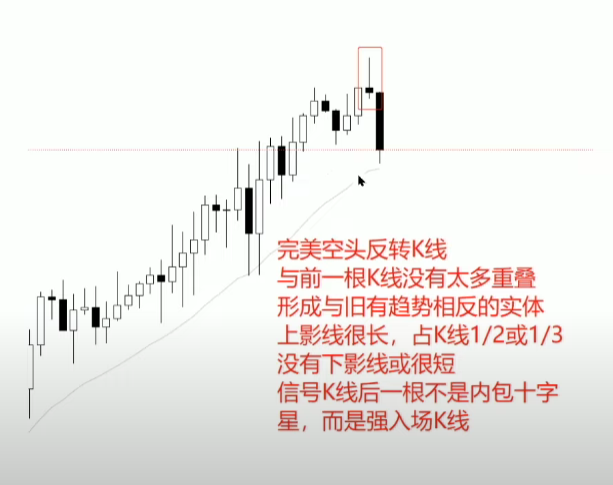 完美空头反转K线
与前一根K线没有太多重叠
形成与旧有趋势相反的实体
上影线很长，占K线1/2或1/3
没有下影线或很短
信号K线后一根不是内包十字
星，而是强入场K线